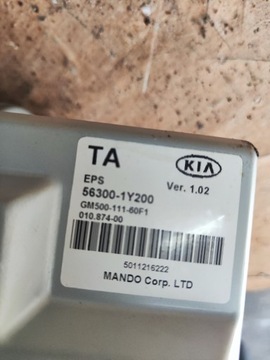 TA
KIA
EPS
Ver. 1.02
56300-1Y200
GM500-111-60F1
010.874-00
5011216222
MANDO Corp. LTD